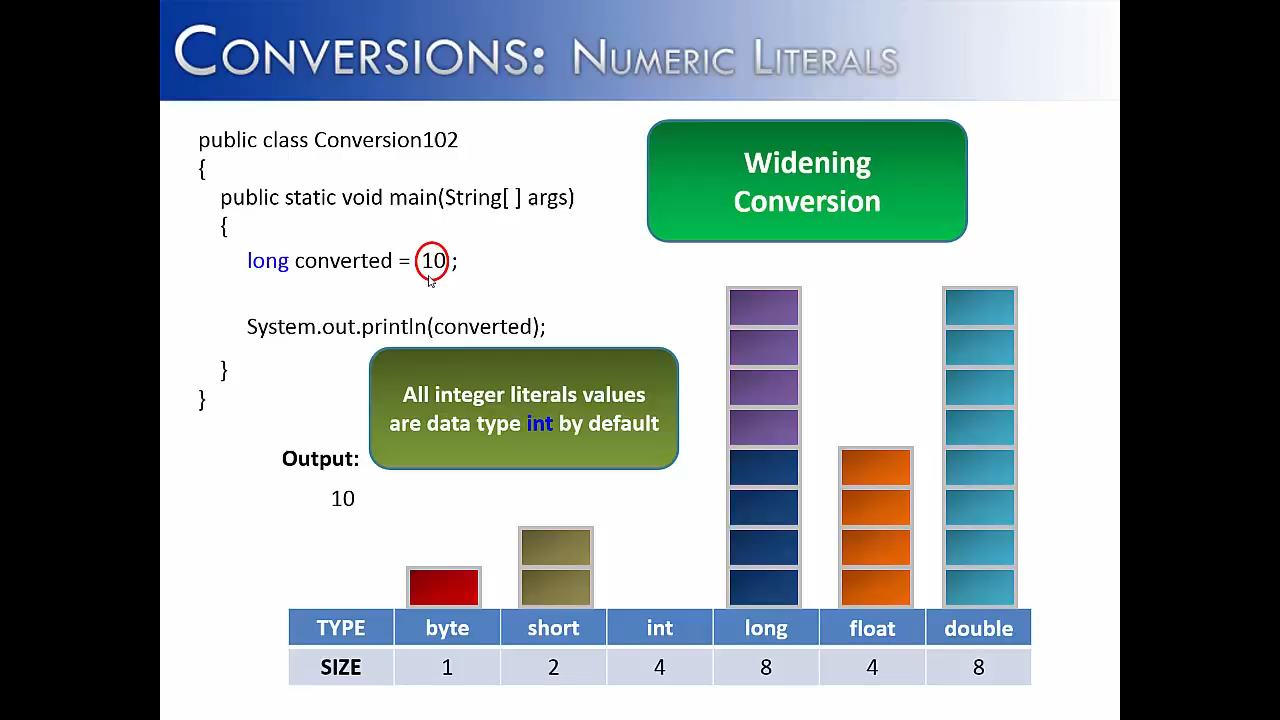 CONVERSIONS: NUMERIC LITERALS
public class Conversion102
{
public static void main(String[ ] args)
{
long converted = 10 ;
System.out.println(converted);
}
}
Widening
Conversion
All integer literals values
are data type int by default
Output:
10
TYPE byte short int long float double
SIZE 1 2 4 8 4 8